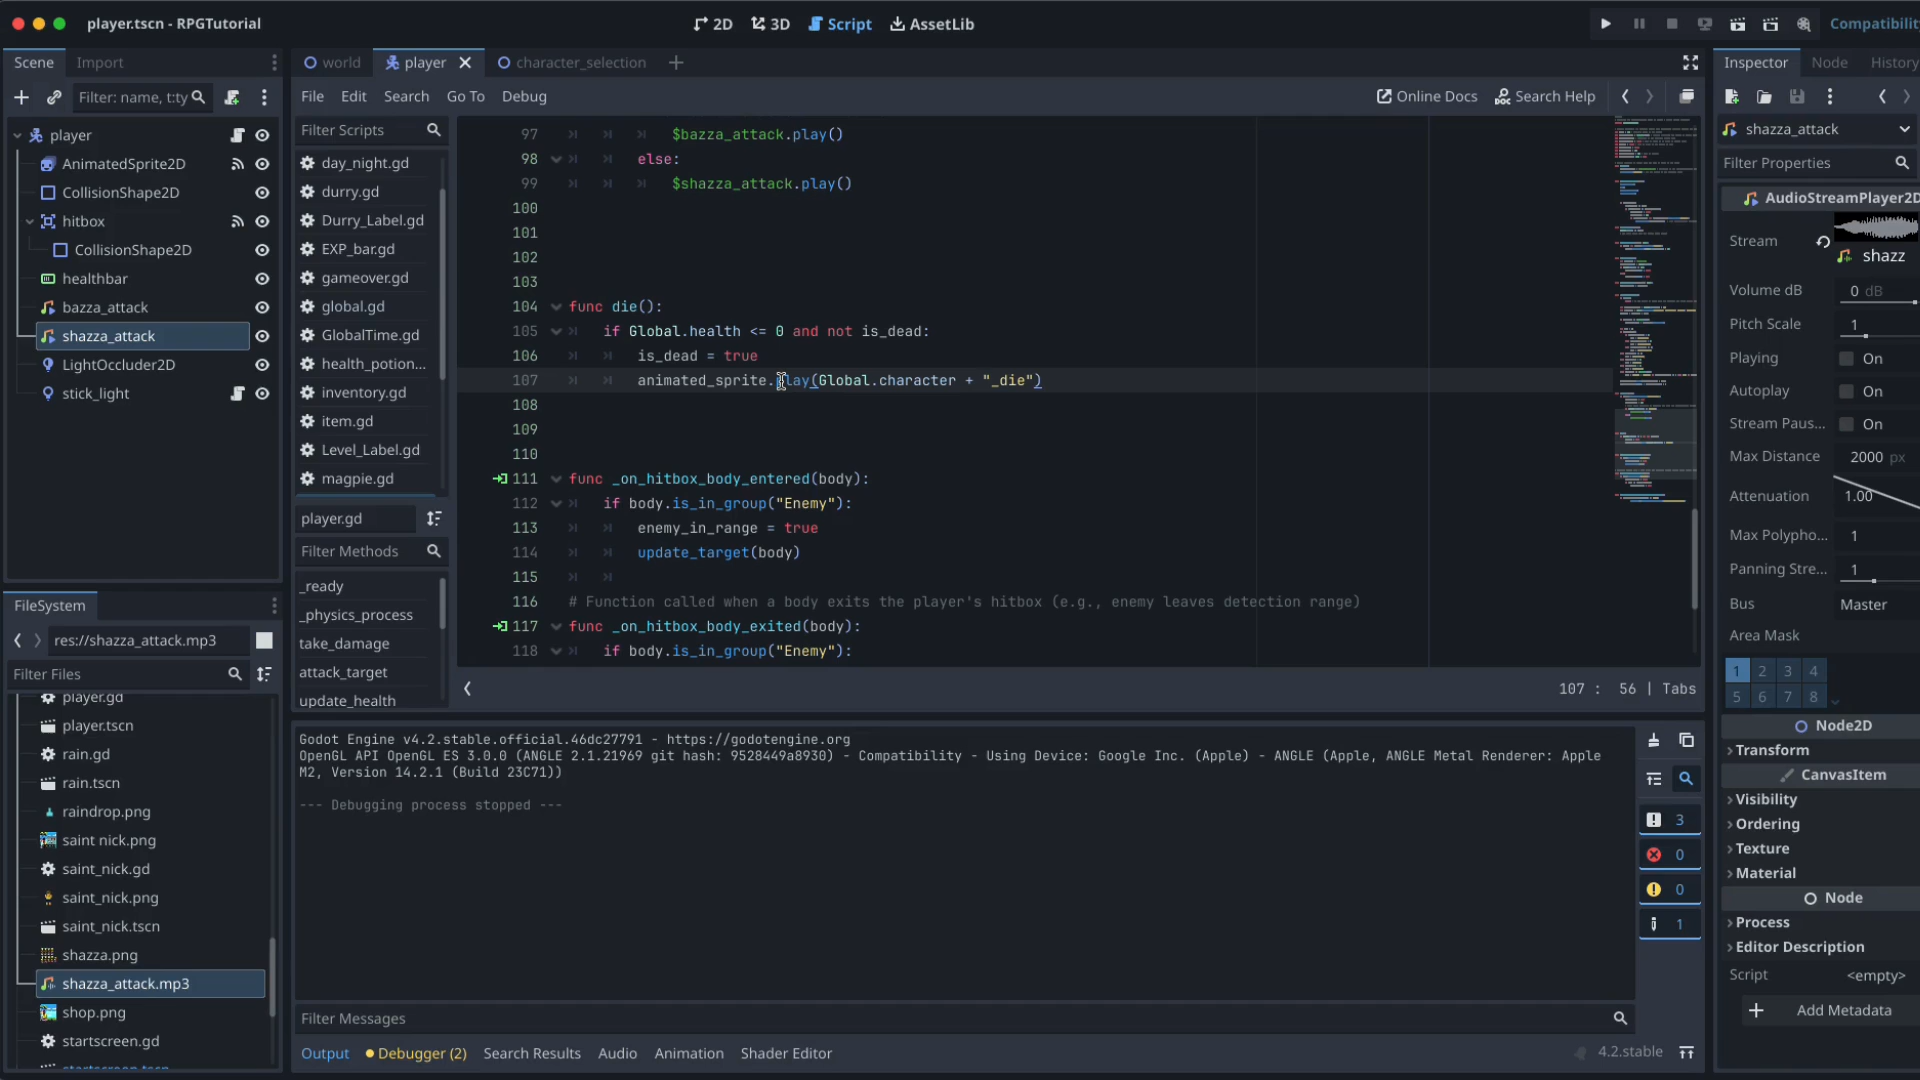 player.tscn - RPGTutorial
2D 3D Script AssetLib
Compatibility
Scene Import
Filter: name, t:ty
player
AnimatedSprite2D
CollisionShape2D
hitbox
CollisionShape2D
healthbar
bazza_attack
shazza_attack
LightOccluder2D
stick_light
FileSystem
res://shazza_attack.mp3
Filter Files
player.gd
player.tscn
rain.gd
rain.tscn
raindrop.png
saint nick.png
saint_nick.gd
saint_nick.png
saint_nick.tscn
shazza.png
shazza_attack.mp3
shop.png
startscreen.gd
startscreen.tscn
world player character_selection
File Edit Search Go To Debug
Online Docs Search Help
Filter Scripts
day_night.gd
durry.gd
Durry_Label.gd
EXP_bar.gd
gameover.gd
global.gd
GlobalTime.gd
health_potion...
inventory.gd
item.gd
Level_Label.gd
magpie.gd
player.gd
Filter Methods
_ready
_physics_process
take_damage
attack_target
update_health
97 $bazza_attack.play()
98 else:
99 $shazza_attack.play()
100
101
102
103
104 func die():
105 if Global.health <= 0 and not is_dead:
106 is_dead = true
107 animated_sprite.play(Global.character + "_die")
108
109
110
111 func _on_hitbox_body_entered(body):
112 if body.is_in_group("Enemy"):
113 enemy_in_range = true
114 update_target(body)
115
116 # Function called when a body exits the player's hitbox (e.g., enemy leaves detection range)
117 func _on_hitbox_body_exited(body):
118 if body.is_in_group("Enemy"):
107 : 56 | Tabs
Godot Engine v4.2.stable.official.46dc27791 - https://godotengine.org
OpenGL API OpenGL ES 3.0.0 (ANGLE 2.1.21969 git hash: 9528449a8930) - Compatibility - Using Device: Google Inc. (Apple) - ANGLE (Apple, ANGLE Metal Renderer: Apple
M2, Version 14.2.1 (Build 23C71))
--- Debugging process stopped ---
3
0
0
1
Filter Messages
Output Debugger (2) Search Results Audio Animation Shader Editor
4.2.stable
Inspector Node History
shazza_attack
Filter Properties
AudioStreamPlayer2D
Stream shazz
Volume dB 0 dB
Pitch Scale 1
Playing On
Autoplay On
Stream Paus... On
Max Distance 2000 px
Attenuation 1.00
Max Polypho... 1
Panning Stre... 1
Bus Master
Area Mask
1 2 3 4
5 6 7 8
Node2D
Transform
CanvasItem
Visibility
Ordering
Texture
Material
Node
Process
Editor Description
Script <empty>
Add Metadata